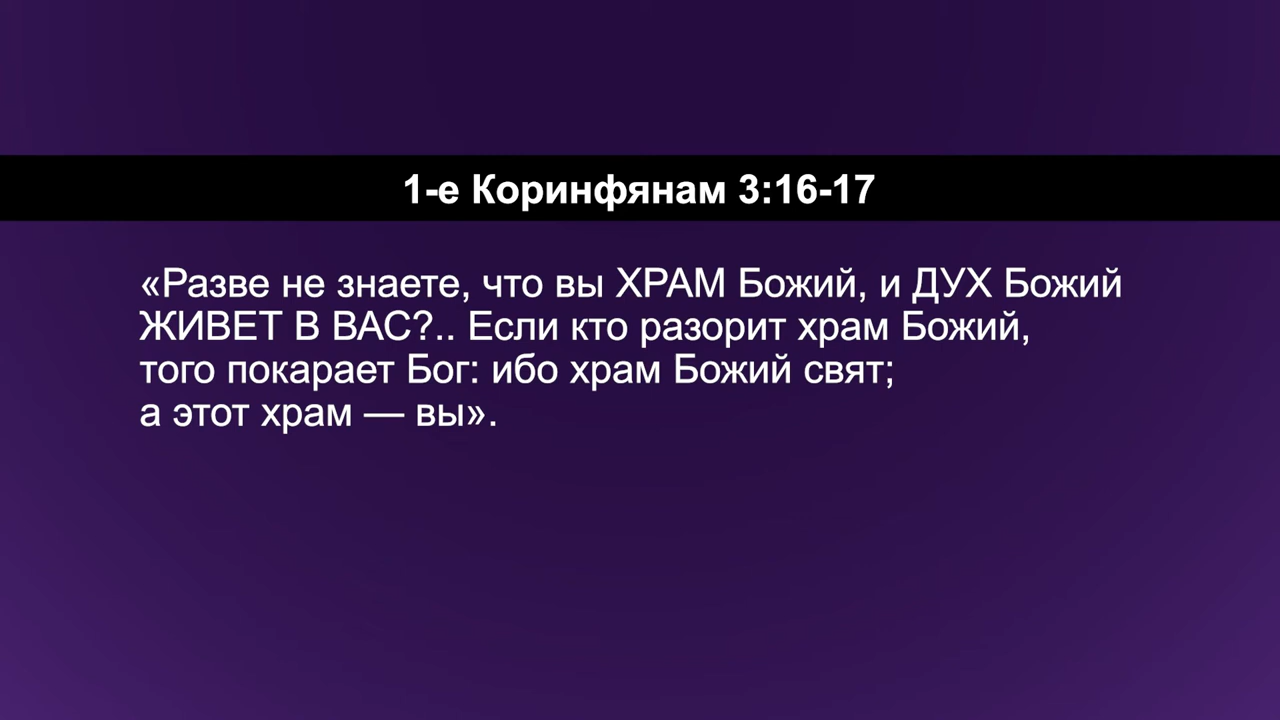 1-е Коринфянам 3:16-17
«Разве не знаете, что вы ХРАМ Божий, и ДУХ Божий
ЖИВЕТ В ВАС?.. Если кто разорит храм Божий,
того покарает Бог: ибо храм Божий свят;
а этот храм — вы».